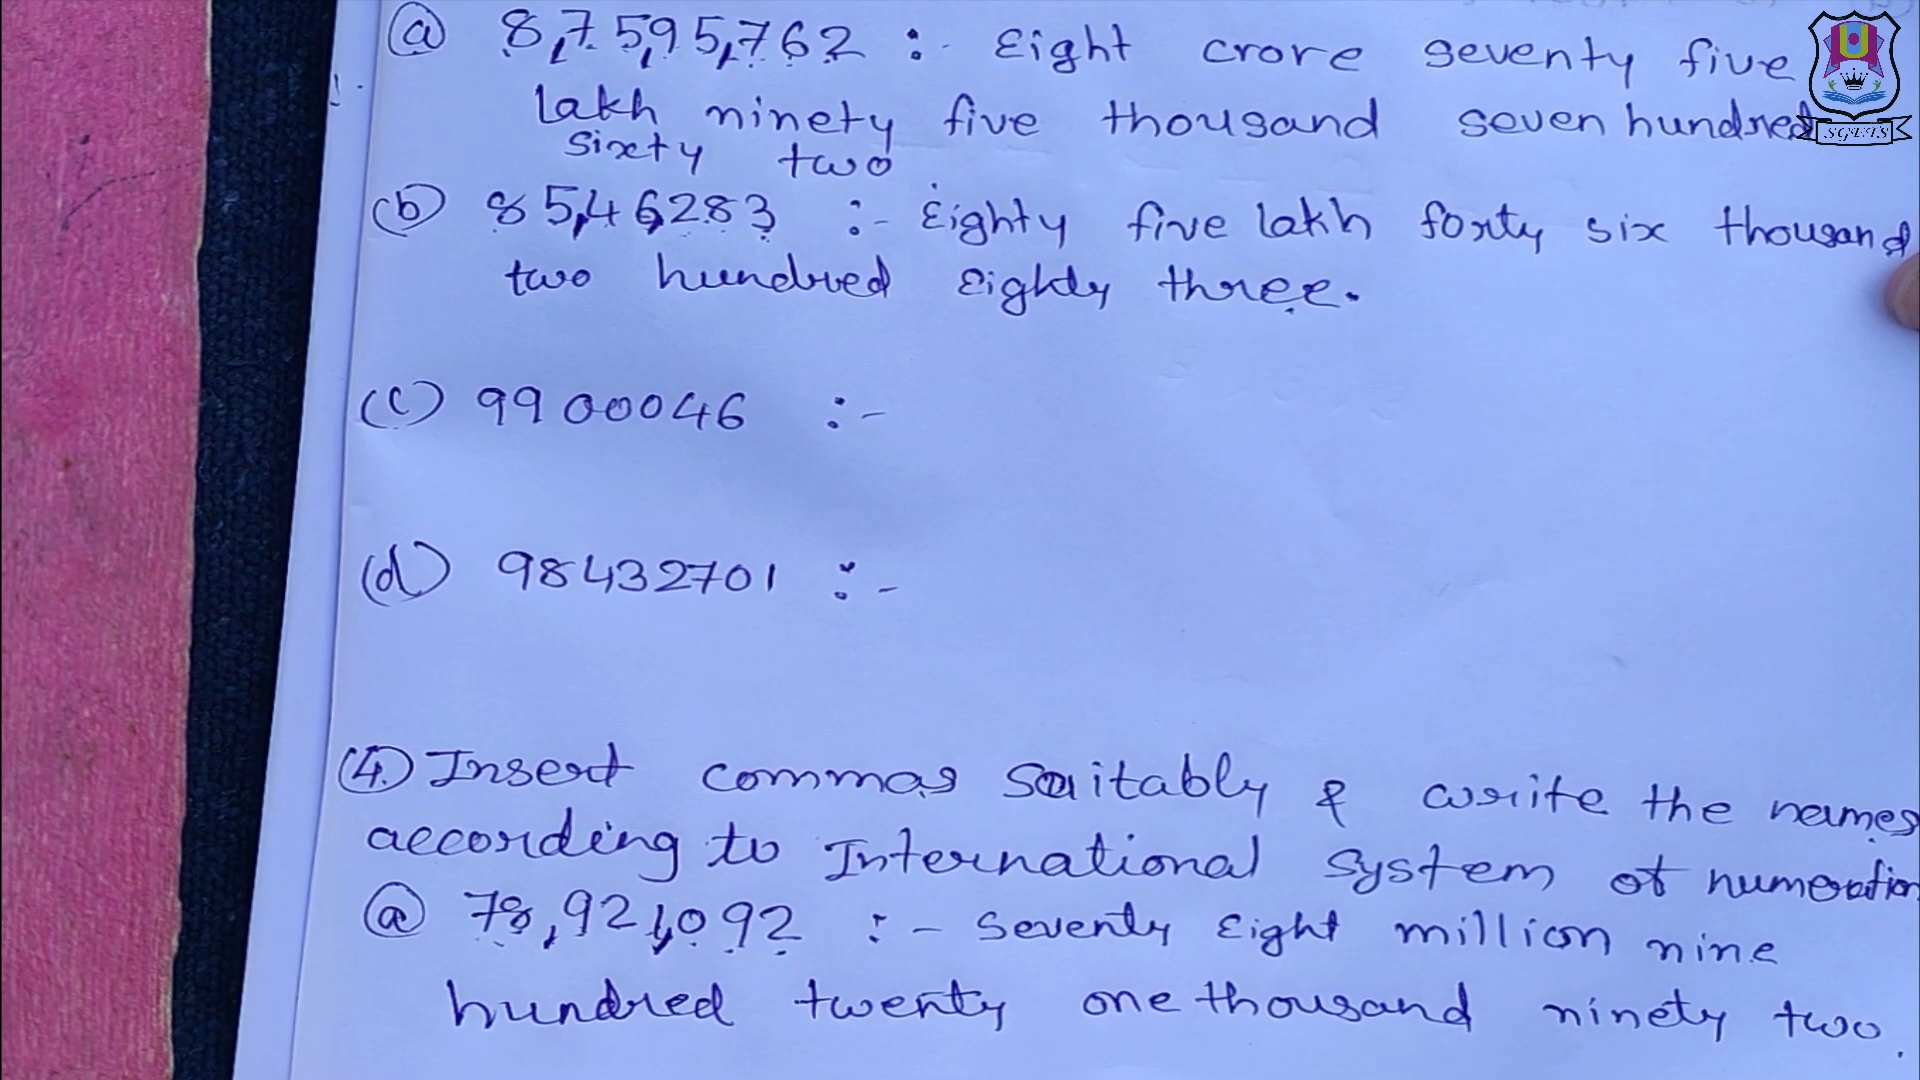 (a) 8,75,95,762 :- Eight crore seventy five
lakh ninety five thousand seven hundred
sixty two
(b) 85,46,283 :- Eighty five lakh forty six thousand
two hundred Eighty three.
(c) 9900046 :-
(d) 98432701 :-
(4) Insert commas Suitably & write the names
according to International System of numeration
(a) 78,921,092 :- Seventy Eight million nine
hundred twenty one thousand ninety two.
SGVIS